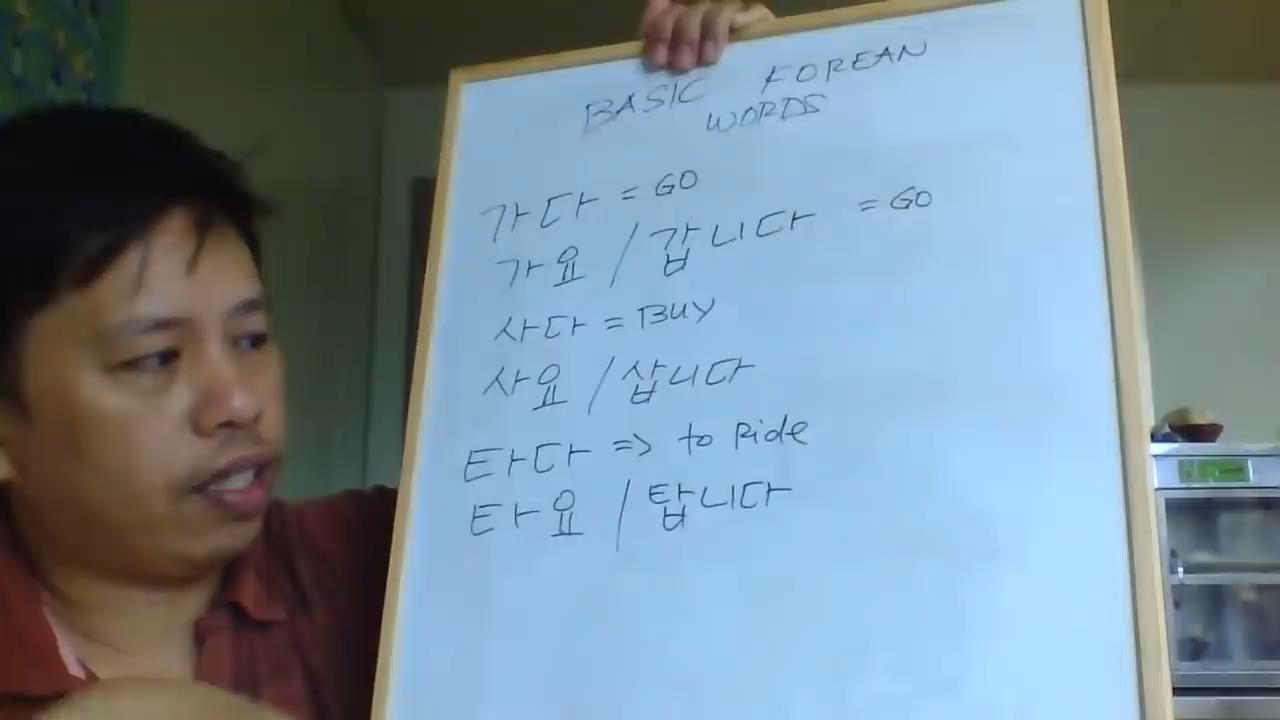 BASIC KOREAN
WORDS
가다 = GO
가요 / 갑니다 = GO
사다 = BUY
사요 / 삽니다
타다 => to Ride
타요 / 탑니다